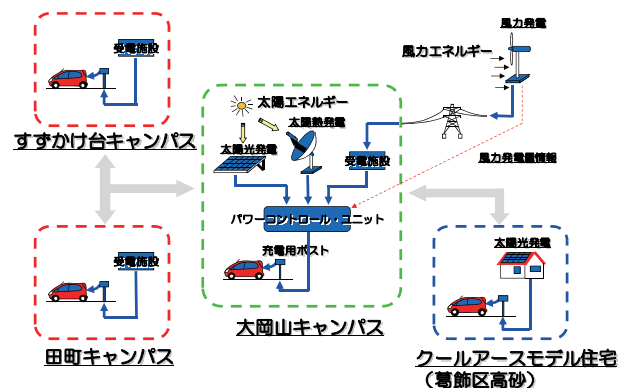 受電施設
すずかけ台キャンパス
受電施設
田町キャンパス
太陽エネルギー
太陽光発電
太陽熱発電
受電施設
パワーコントロール・ユニット
充電用ポスト
大岡山キャンパス
風力発電
風力エネルギー
風力発電量情報
太陽光発電
クールアースモデル住宅
（葛飾区高砂）